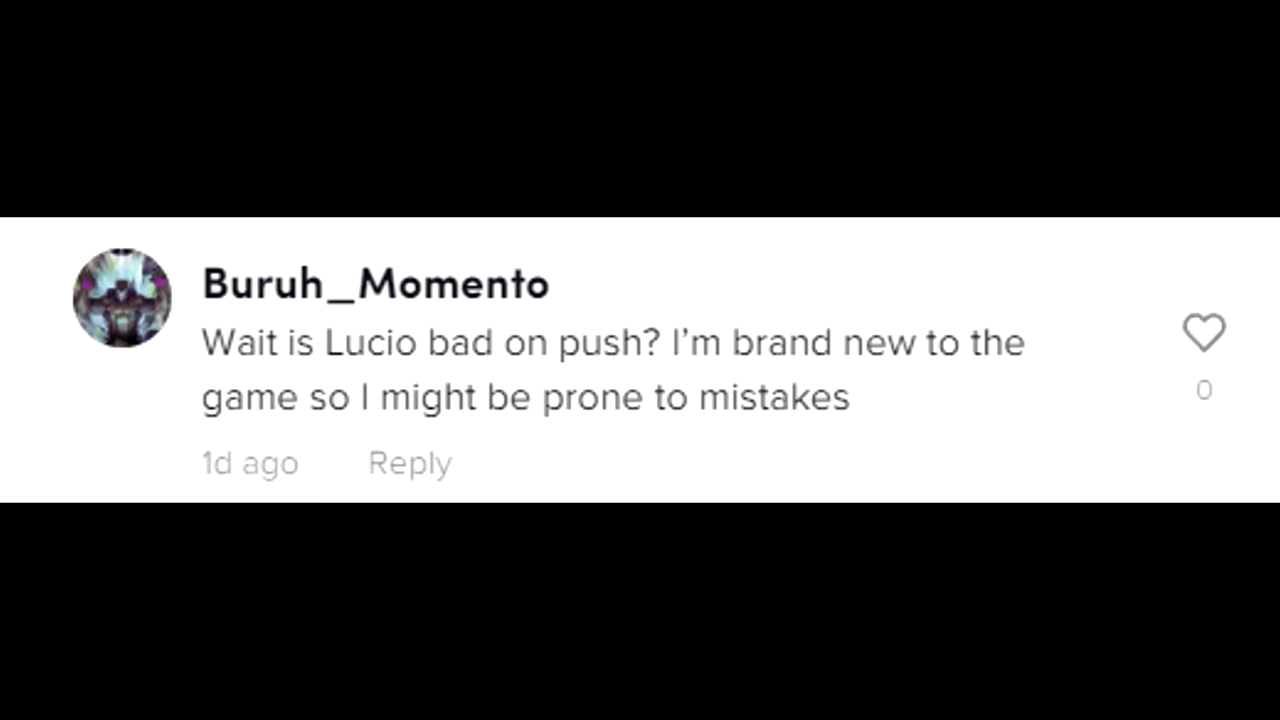 Buruh_Momento
Wait is Lucio bad on push? I’m brand new to the
game so I might be prone to mistakes
0
1d ago Reply